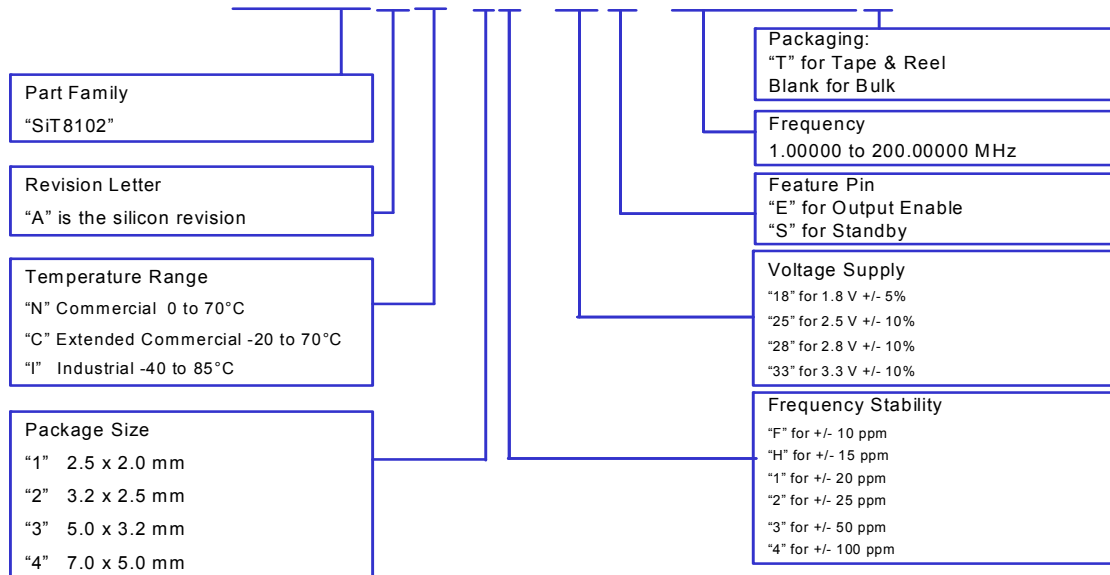 Part Family
“SiT8102”
Revision Letter
“A” is the silicon revision
Temperature Range
“N” Commercial 0 to 70°C
“C” Extended Commercial -20 to 70°C
“I” Industrial -40 to 85°C
Package Size
“1” 2.5 x 2.0 mm
“2” 3.2 x 2.5 mm
“3” 5.0 x 3.2 mm
“4” 7.0 x 5.0 mm
Packaging:
“T” for Tape & Reel
Blank for Bulk
Frequency
1.00000 to 200.00000 MHz
Feature Pin
“E” for Output Enable
“S” for Standby
Voltage Supply
“18” for 1.8 V +/- 5%
“25” for 2.5 V +/- 10%
“28” for 2.8 V +/- 10%
“33” for 3.3 V +/- 10%
Frequency Stability
“F” for +/- 10 ppm
“H” for +/- 15 ppm
“1” for +/- 20 ppm
“2” for +/- 25 ppm
“3” for +/- 50 ppm
“4” for +/- 100 ppm